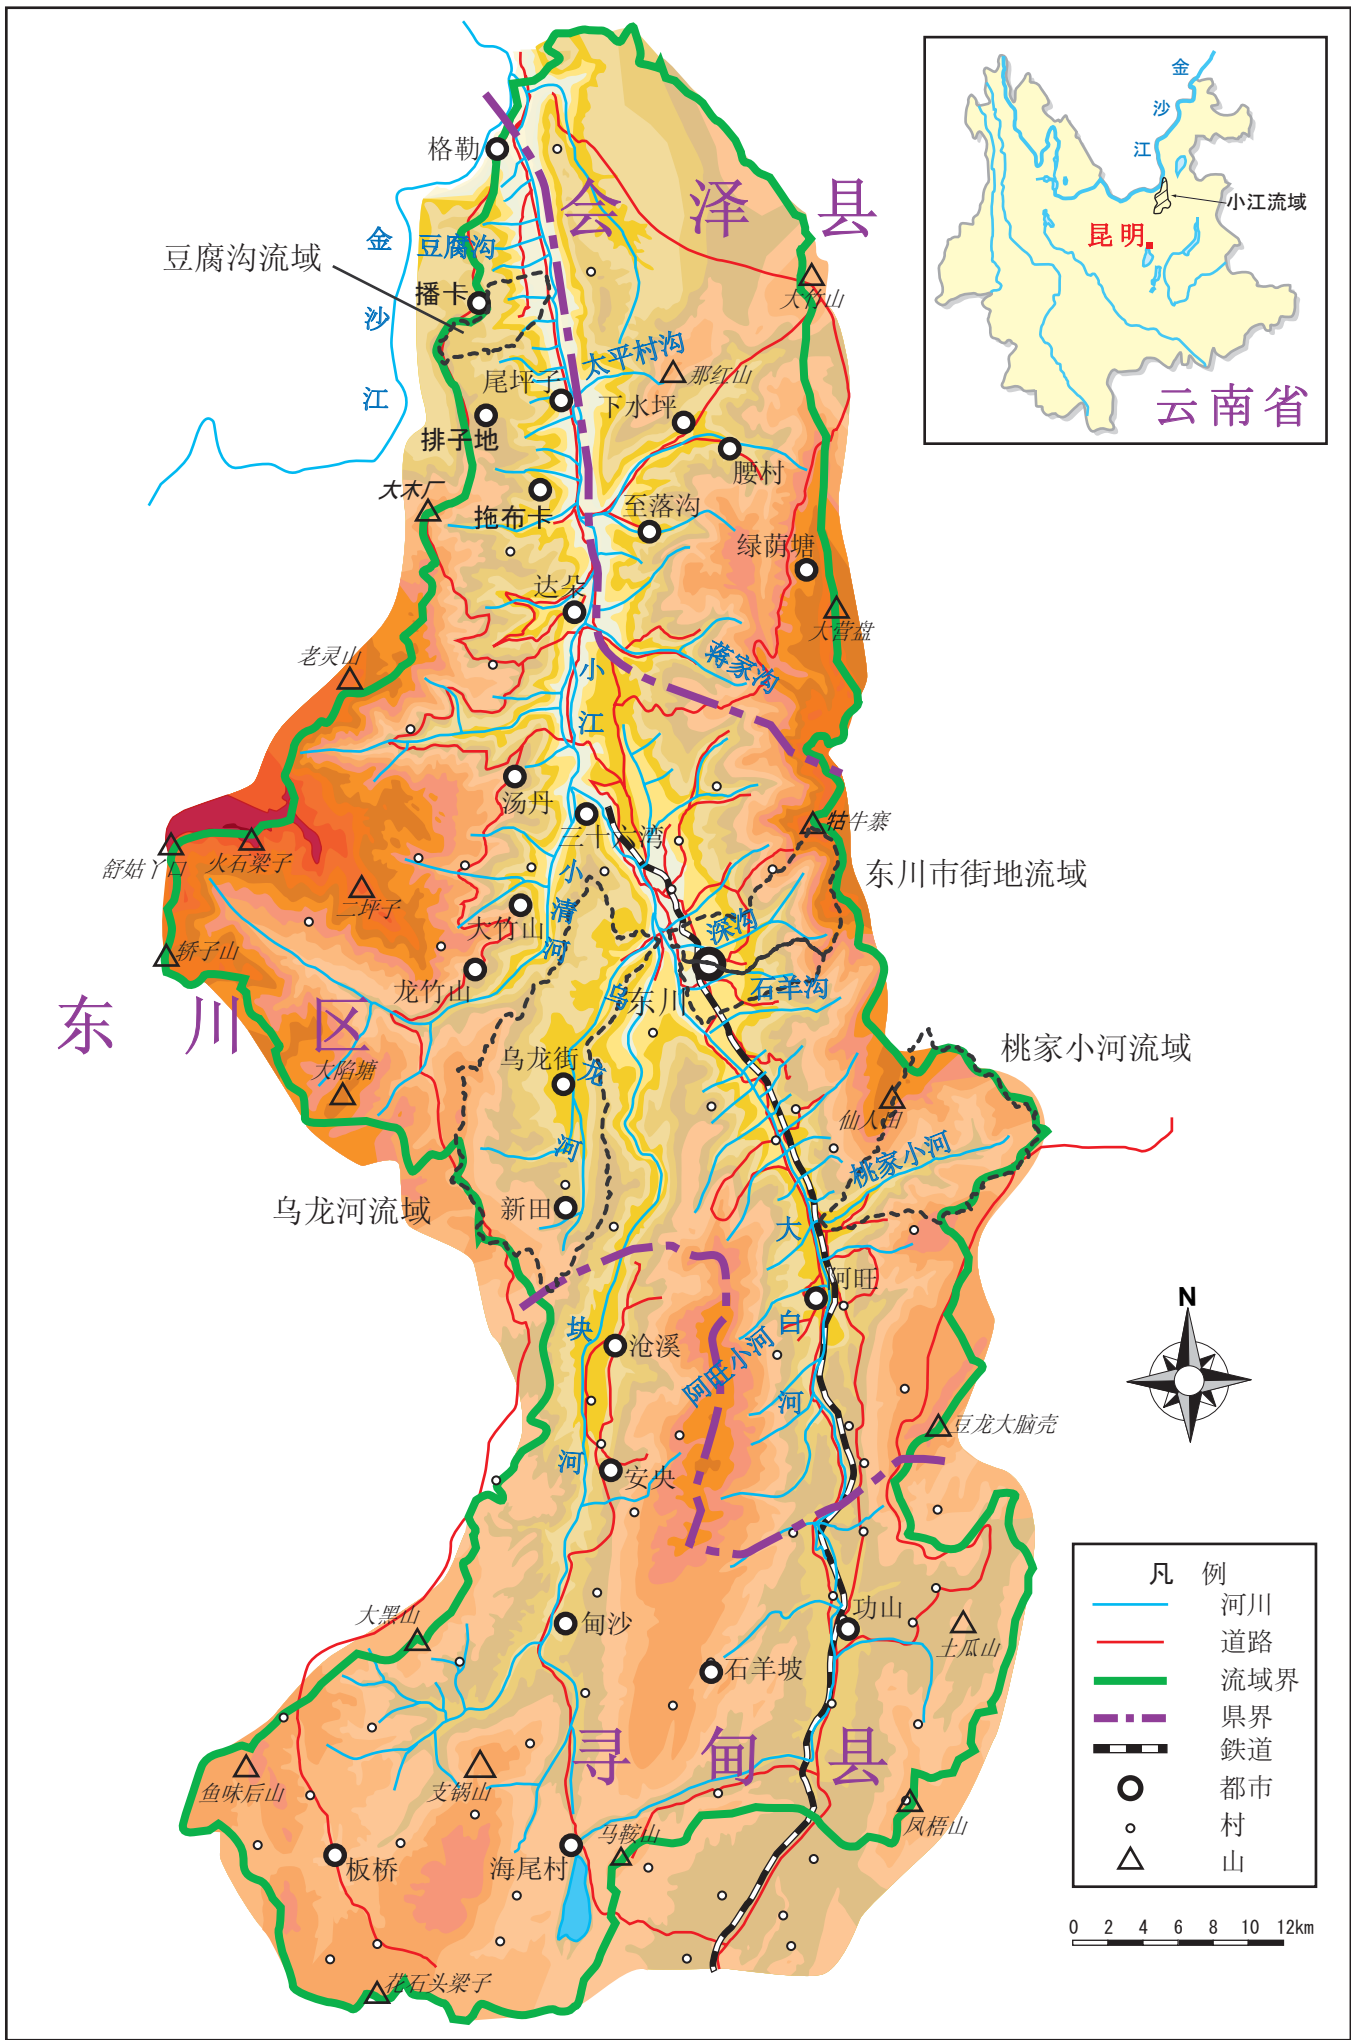 格勒
会泽县
金沙江
豆腐沟
豆腐沟流域
播卡
大竹山
太平村沟
那红山
尾坪子
下水坪
排子地
腰村
大木厂
拖布卡
至落沟
绿荫塘
达朵
大营盘
老灵山
蒋家沟
小江
汤丹
三十六湾
牯牛寨
舒姑丫口
火石梁子
二坪子
小清河
东川市街地流域
大竹山
深沟
轿子山
龙竹山
石羊沟
东川区
东川
乌龙河
乌龙街
大陷塘
桃家小河流域
仙人田
桃家小河
乌龙河流域
新田
大白河
阿旺
块河
沧溪
阿旺小河
豆龙大脑壳
安央
大黑山
甸沙
功山
土瓜山
石羊坡
寻甸县
鱼味后山
支锅山
马鞍山
凤梧山
板桥
海尾村
花石头梁子
金沙江
小江流域
昆明
云南省
N
凡例
河川
道路
流域界
県界
鉄道
都市
村
山
0 2 4 6 8 10 12km